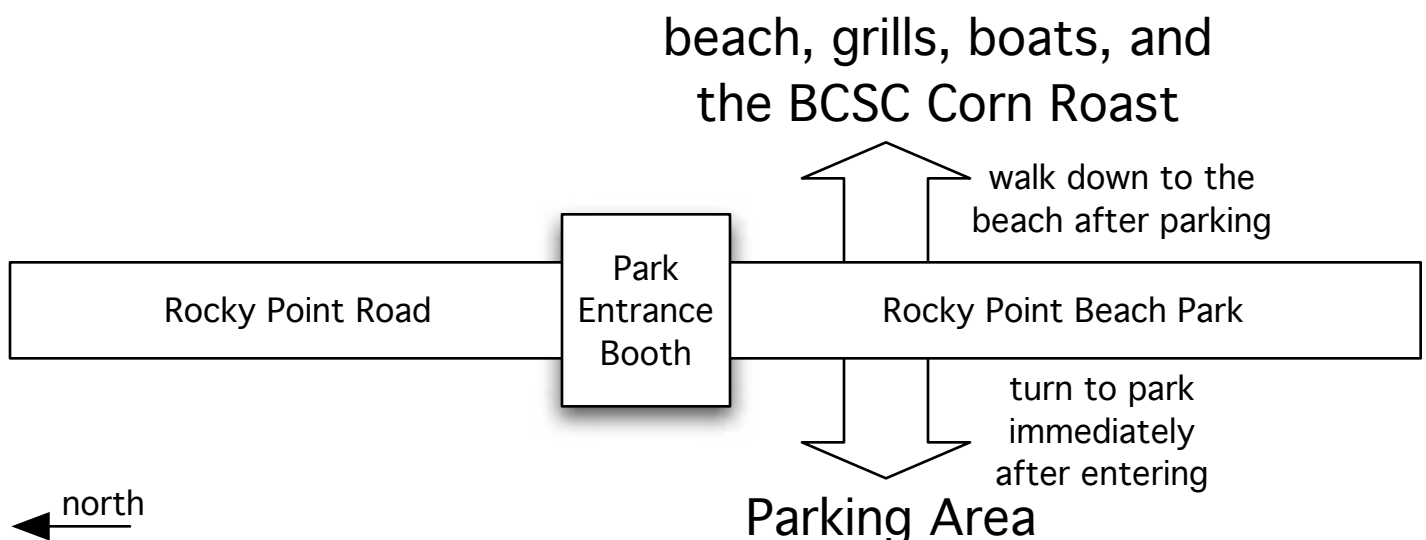 beach, grills, boats, and
the BCSC Corn Roast
walk down to the
beach after parking
Rocky Point Road
Park
Entrance
Booth
Rocky Point Beach Park
turn to park
immediately
after entering
north
Parking Area